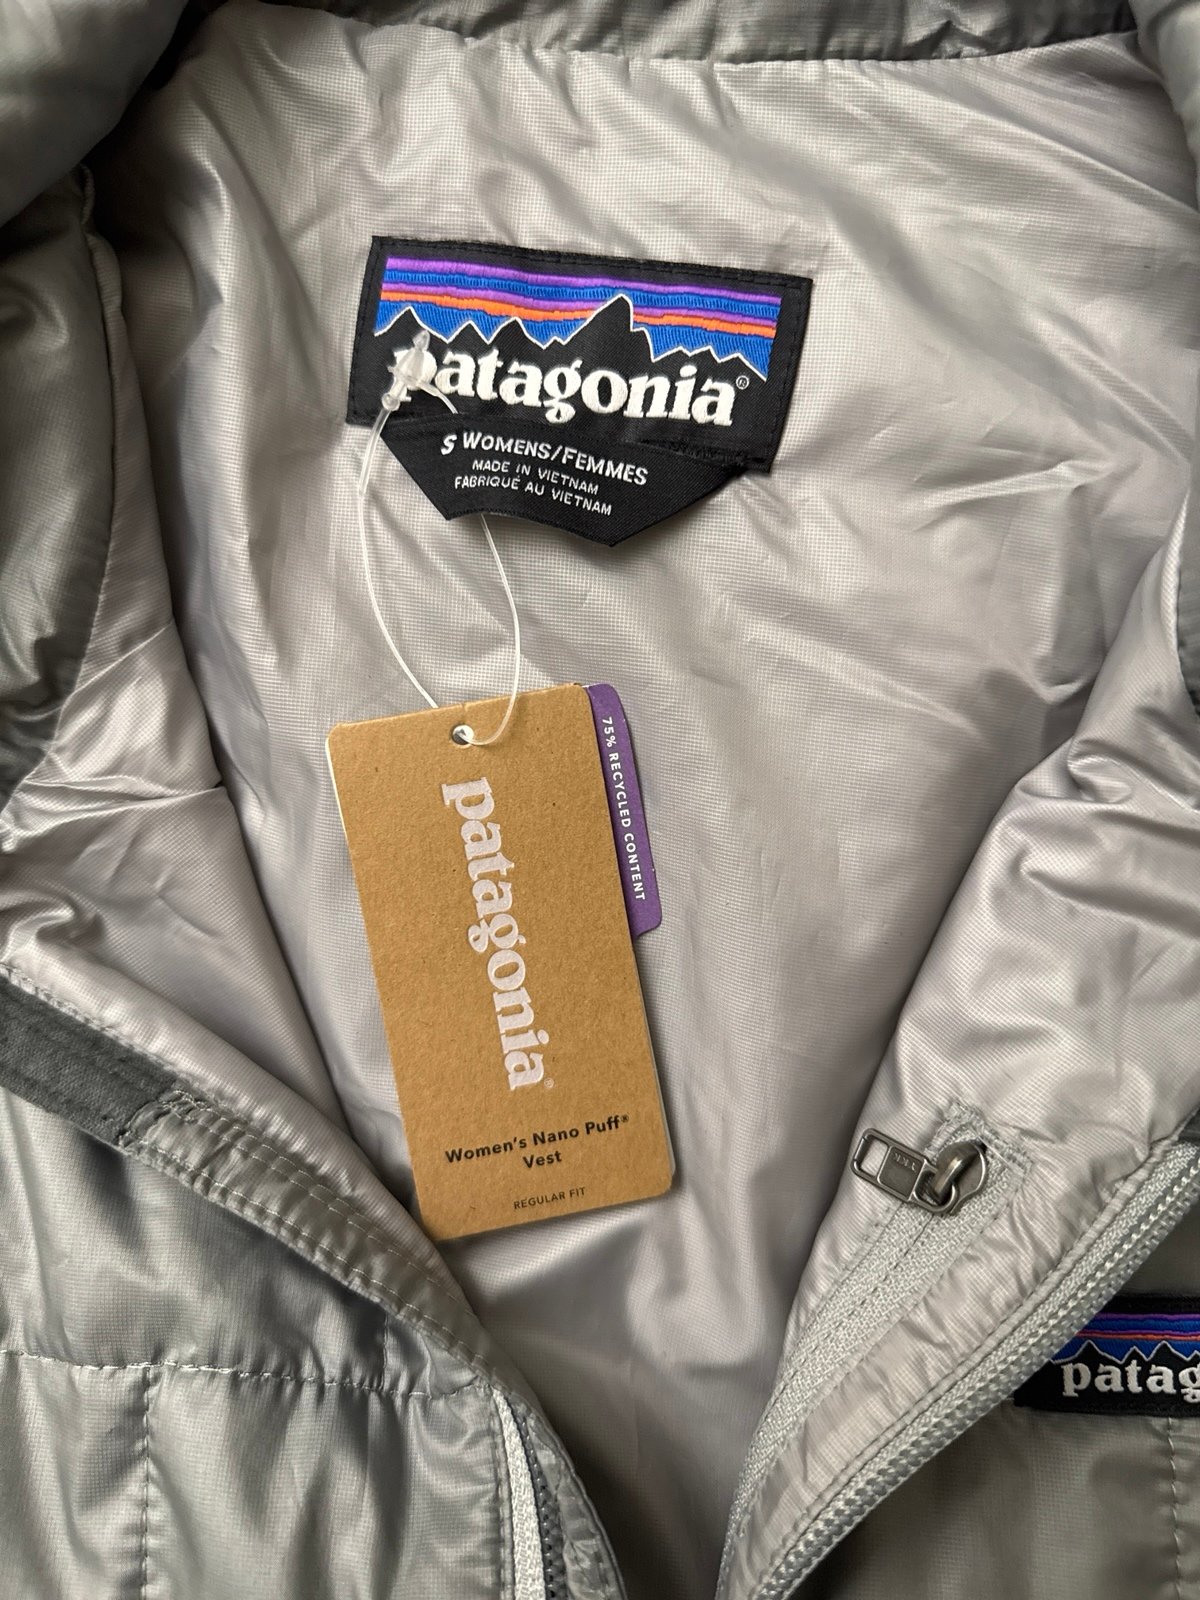 patagonia®
S WOMENS/FEMMES
MADE IN VIETNAM
FABRIQUÉ AU VIETNAM
75% RECYCLED CONTENT
patagonia®
Women's Nano Puff®
Vest
REGULAR FIT
YKK
patag